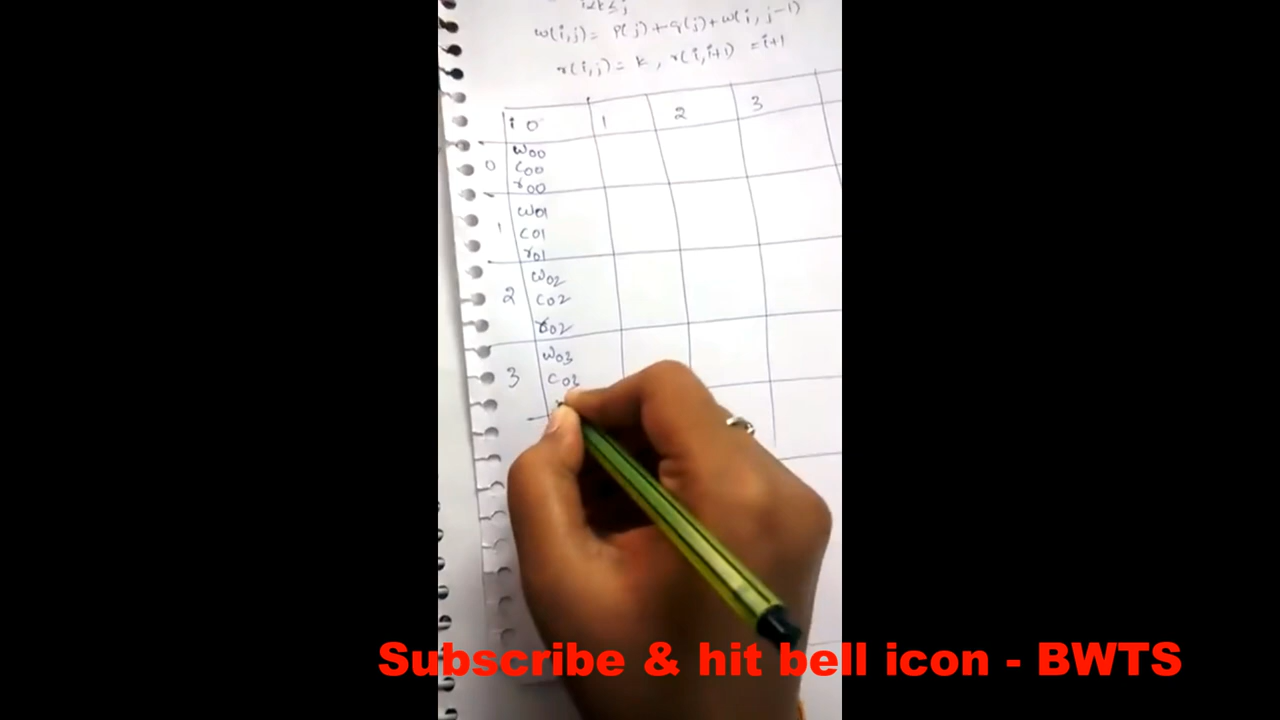 i<k≤j
w(i,j) = P(j)+q(j)+w(i, j-1)
r(i,j) = k, r(i,i+1) = i+1
i 0 1 2 3
0 w00
c00
r00
1 w01
c01
r01
2 w02
c02
r02
w03
3 c03
Subscribe & hit bell icon - BWTS